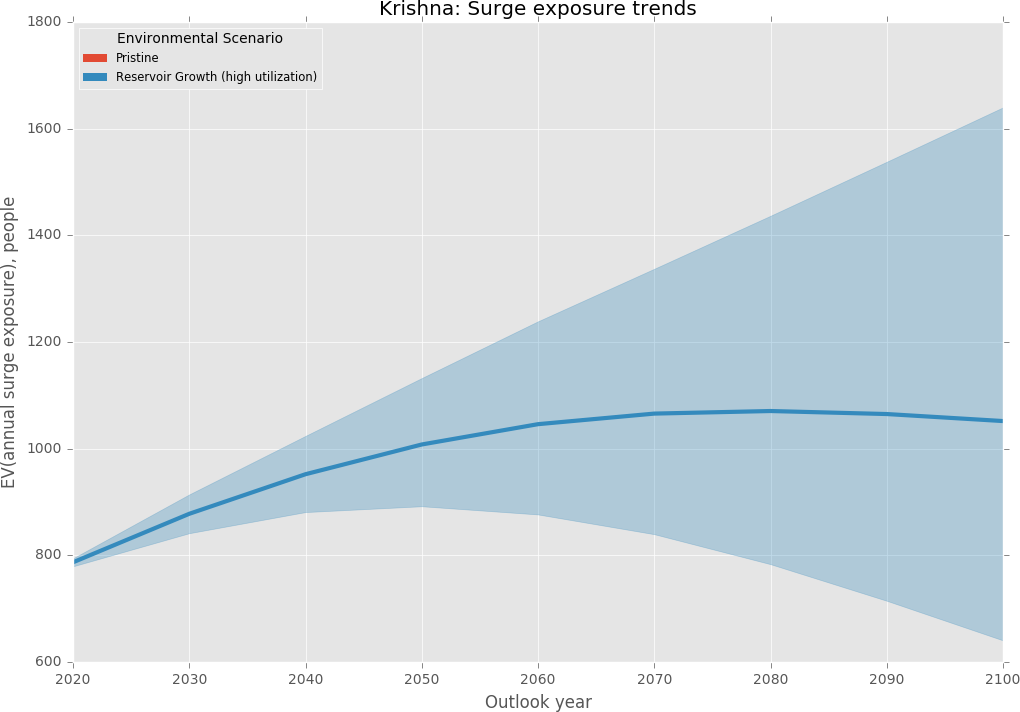 Krishna: Surge exposure trends
Environmental Scenario
Pristine
Reservoir Growth (high utilization)
EV(annual surge exposure), people
1800
1600
1400
1200
1000
800
600
2020 2030 2040 2050 2060 2070 2080 2090 2100
Outlook year